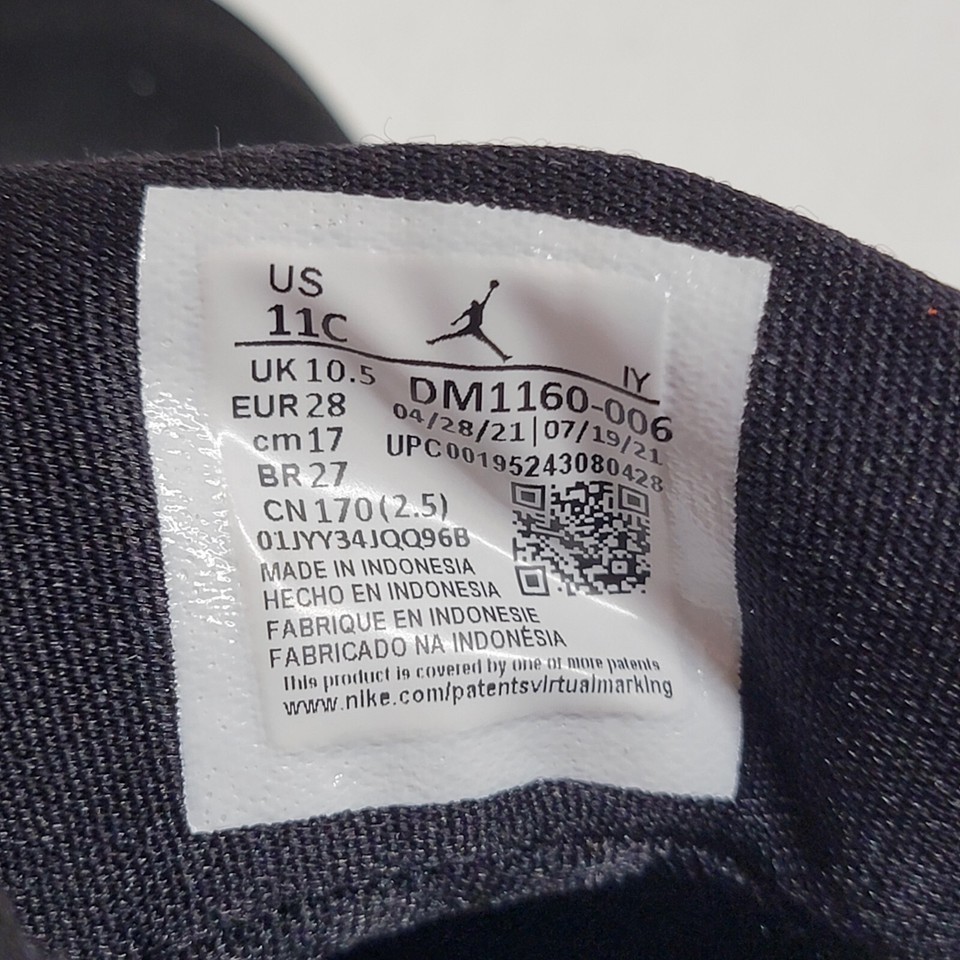 US
11C
IY
UK 10.5
DM1160-006
EUR 28
04/28/21|07/19/21
cm 17
UPC00195243080428
BR 27
CN 170 (2.5)
01JYY34JQQ96B
MADE IN INDONESIA
HECHO EN INDONESIA
FABRIQUE EN INDONESIE
FABRICADO NA INDONÉSIA
This product is covered by one or more patents
www.nike.com/patentsvirtualmarking